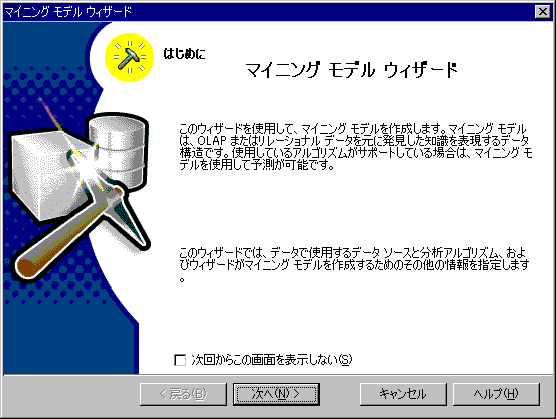 マイニング モデル ウィザード
はじめに
マイニング モデル ウィザード
このウィザードを使用して、マイニング モデルを作成します。マイニング モデル
は、OLAP またはリレーショナル データを元に発見した知識を表現するデータ
構造です。使用しているアルゴリズムがサポートしている場合は、マイニング モ
デルを使用して予測が可能です。
このウィザードでは、データで使用するデータ ソースと分析アルゴリズム、およ
びウィザードがマイニング モデルを作成するためのその他の情報を指定します
。
次回からこの画面を表示しない(S)
< 戻る(B)
次へ(N) >
キャンセル
ヘルプ(H)